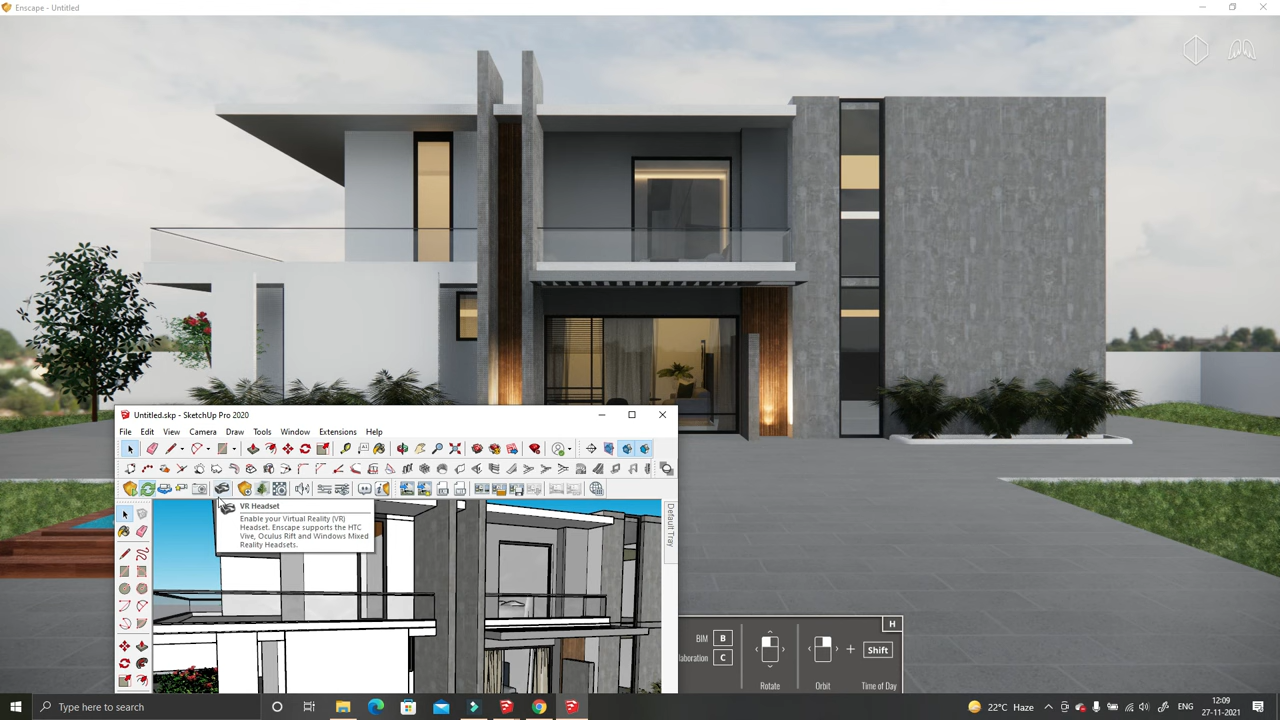 Enscape - Untitled
Untitled.skp - SketchUp Pro 2020
File Edit View Camera Draw Tools Window Extensions Help
VR Headset
Enable your Virtual Reality (VR)
Headset. Enscape supports the HTC
Vive, Oculus Rift and Windows Mixed
Reality Headsets.
Default Tray
H
BIM B
laboration C
Shift
Rotate
Orbit
Time of Day
Type here to search
22°C Haze
ENG
12:09
27-11-2021